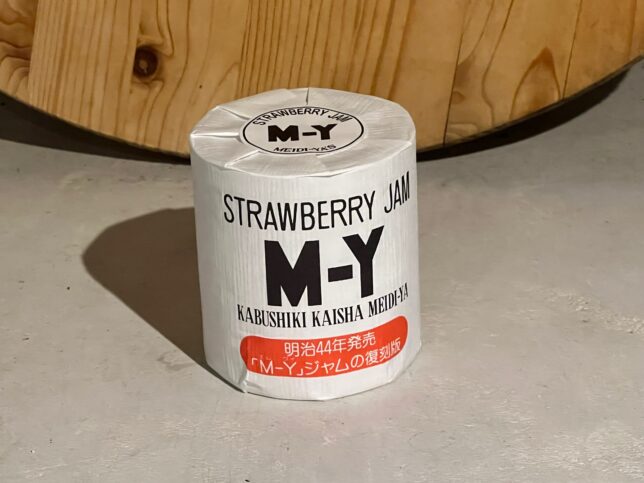 STRAWBERRY JAM
M-Y
MEIDI-YA'S
STRAWBERRY JAM
M-Y
KABUSHIKI KAISHA MEIDI-YA
明治44年発売
「M-Y」ジャムの復刻版